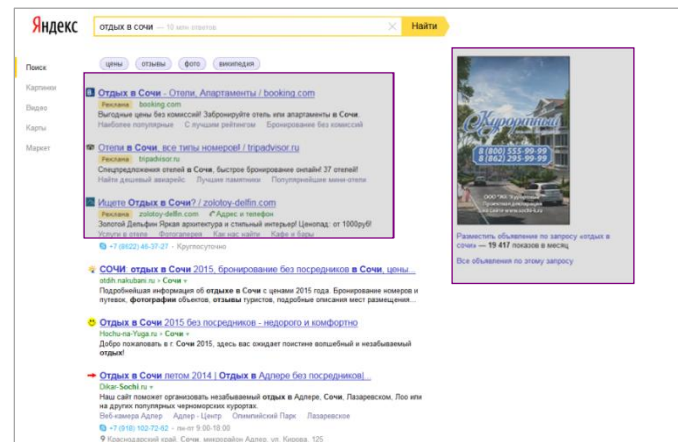 Яндекс
отдых в сочи — 10 млн ответов
Найти
цены отзывы фото википедия
Поиск
Картинки
Видео
Карты
Маркет
Отдых в Сочи - Отели, Апартаменты / booking.com
Реклама booking.com
Выгодные цены без комиссий! Забронируйте отель или апартаменты в Сочи.
Наиболее популярные С лучшим рейтингом Бронирование без комиссий
Отели в Сочи, все типы номеров! / tripadvisor.ru
Реклама tripadvisor.ru
Спецпредложения отелей в Сочи, быстрое бронирование онлайн! 37 отелей!
Найти дешевый авиарейс Лучшие памятники Популярнейшие мини-отели
Ищете Отдых в Сочи? / zolotoy-delfin.com
Реклама zolotoy-delfin.com Адрес и телефон
Золотой Дельфин Яркая архитектура и стильный интерьер! Ценопад: от 1000руб!
Услуги в отеле Фотогалерея Как нас найти Кафе и бары
+7 (8622) 46-37-27 - Круглосуточно
СОЧИ: отдых в Сочи 2015, бронирование без посредников в Сочи, цены...
otdih.nakubani.ru › Сочи
Подробнейшая информация об отдыхе в Сочи с ценами 2015 года. Бронирование номеров и
путевок, фотографии объектов, отзывы туристов, подробные описания мест размещения...
Отдых в Сочи 2015 без посредников - недорого и комфортно
Hochu-na-Yuga.ru › Сочи
Добро пожаловать в г. Сочи 2015, здесь вас ожидает поистине волшебный и незабываемый
отдых!
Отдых в Сочи летом 2014 | Отдых в Адлере без посредников|...
Dikar-Sochi.ru
Наш сайт поможет организовать незабываемый отдых в Адлере, Сочи, Лазаревском, Лоо или
на других популярных черноморских курортах.
Веб-камера Адлер Адлер - Центр Олимпийский Парк Лазаревское
+7 (918) 102-72-62 - пн-пт 9:00-18:00
Краснодарский край, Сочи, микрорайон Адлер, ул. Кирова, 125
Курортный
8 (800) 555-99-99
8 (862) 295-99-99
Проектная декларация
Разместить объявления по запросу «отдых в
сочи» — 19 417 показов в месяц
Все объявления по этому запросу